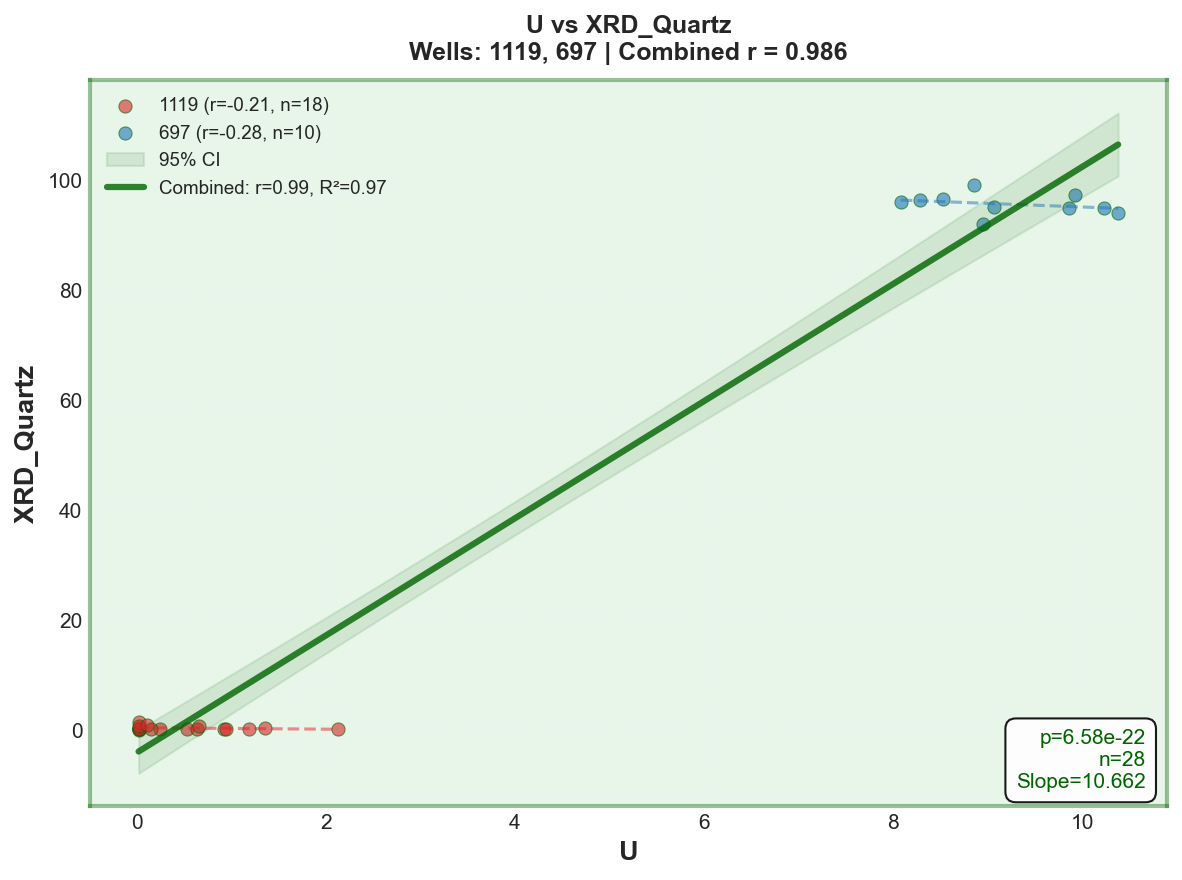 U vs XRD_Quartz
Wells: 1119, 697 | Combined r = 0.986
1119 (r=-0.21, n=18)
697 (r=-0.28, n=10)
95% CI
Combined: r=0.99, R²=0.97
XRD_Quartz
100
80
60
40
20
0
p=6.58e-22
n=28
Slope=10.662
0 2 4 6 8 10
U